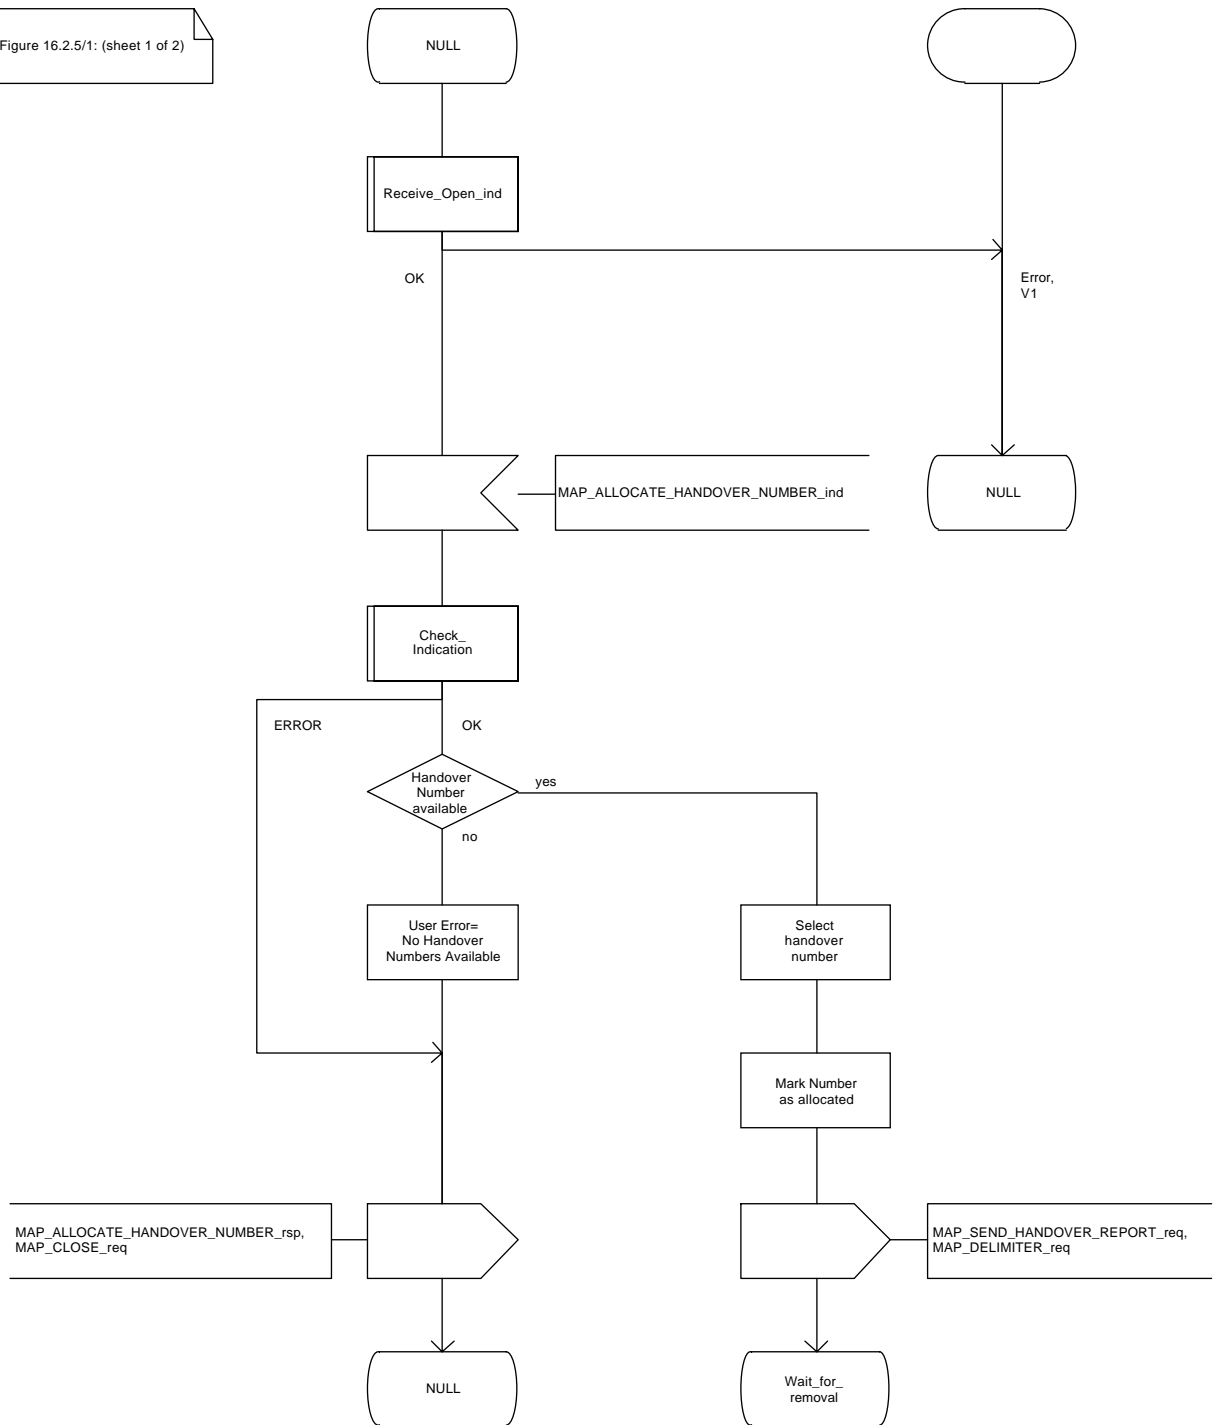 Figure 16.2.5/1: (sheet 1 of 2)
NULL
Receive_Open_ind
OK
Error,
V1
MAP_ALLOCATE_HANDOVER_NUMBER_ind
NULL
Check_
Indication
ERROR
OK
Handover
Number
available
yes
no
User Error=
No Handover
Numbers Available
Select
handover
number
Mark Number
as allocated
MAP_ALLOCATE_HANDOVER_NUMBER_rsp,
MAP_CLOSE_req
MAP_SEND_HANDOVER_REPORT_req,
MAP_DELIMITER_req
NULL
Wait_for_
removal